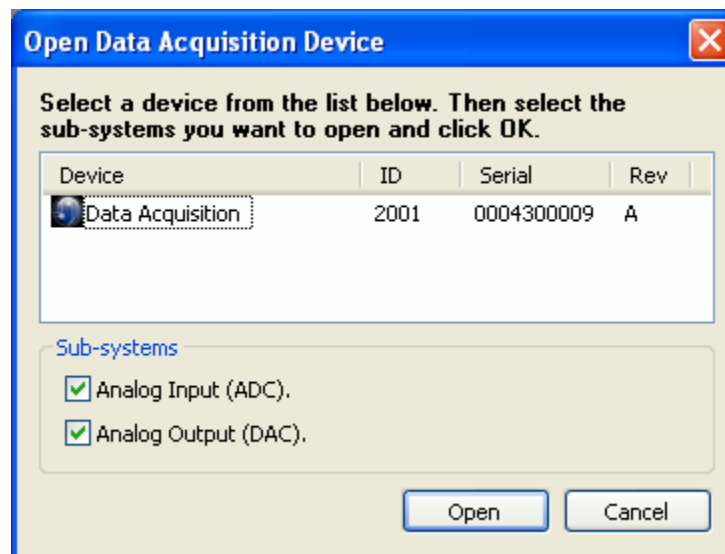 Open Data Acquisition Device
Select a device from the list below. Then select the
sub-systems you want to open and click OK.
Device ID Serial Rev
Data Acquisition 2001 0004300009 A
Sub-systems
Analog Input (ADC).
Analog Output (DAC).
Open Cancel